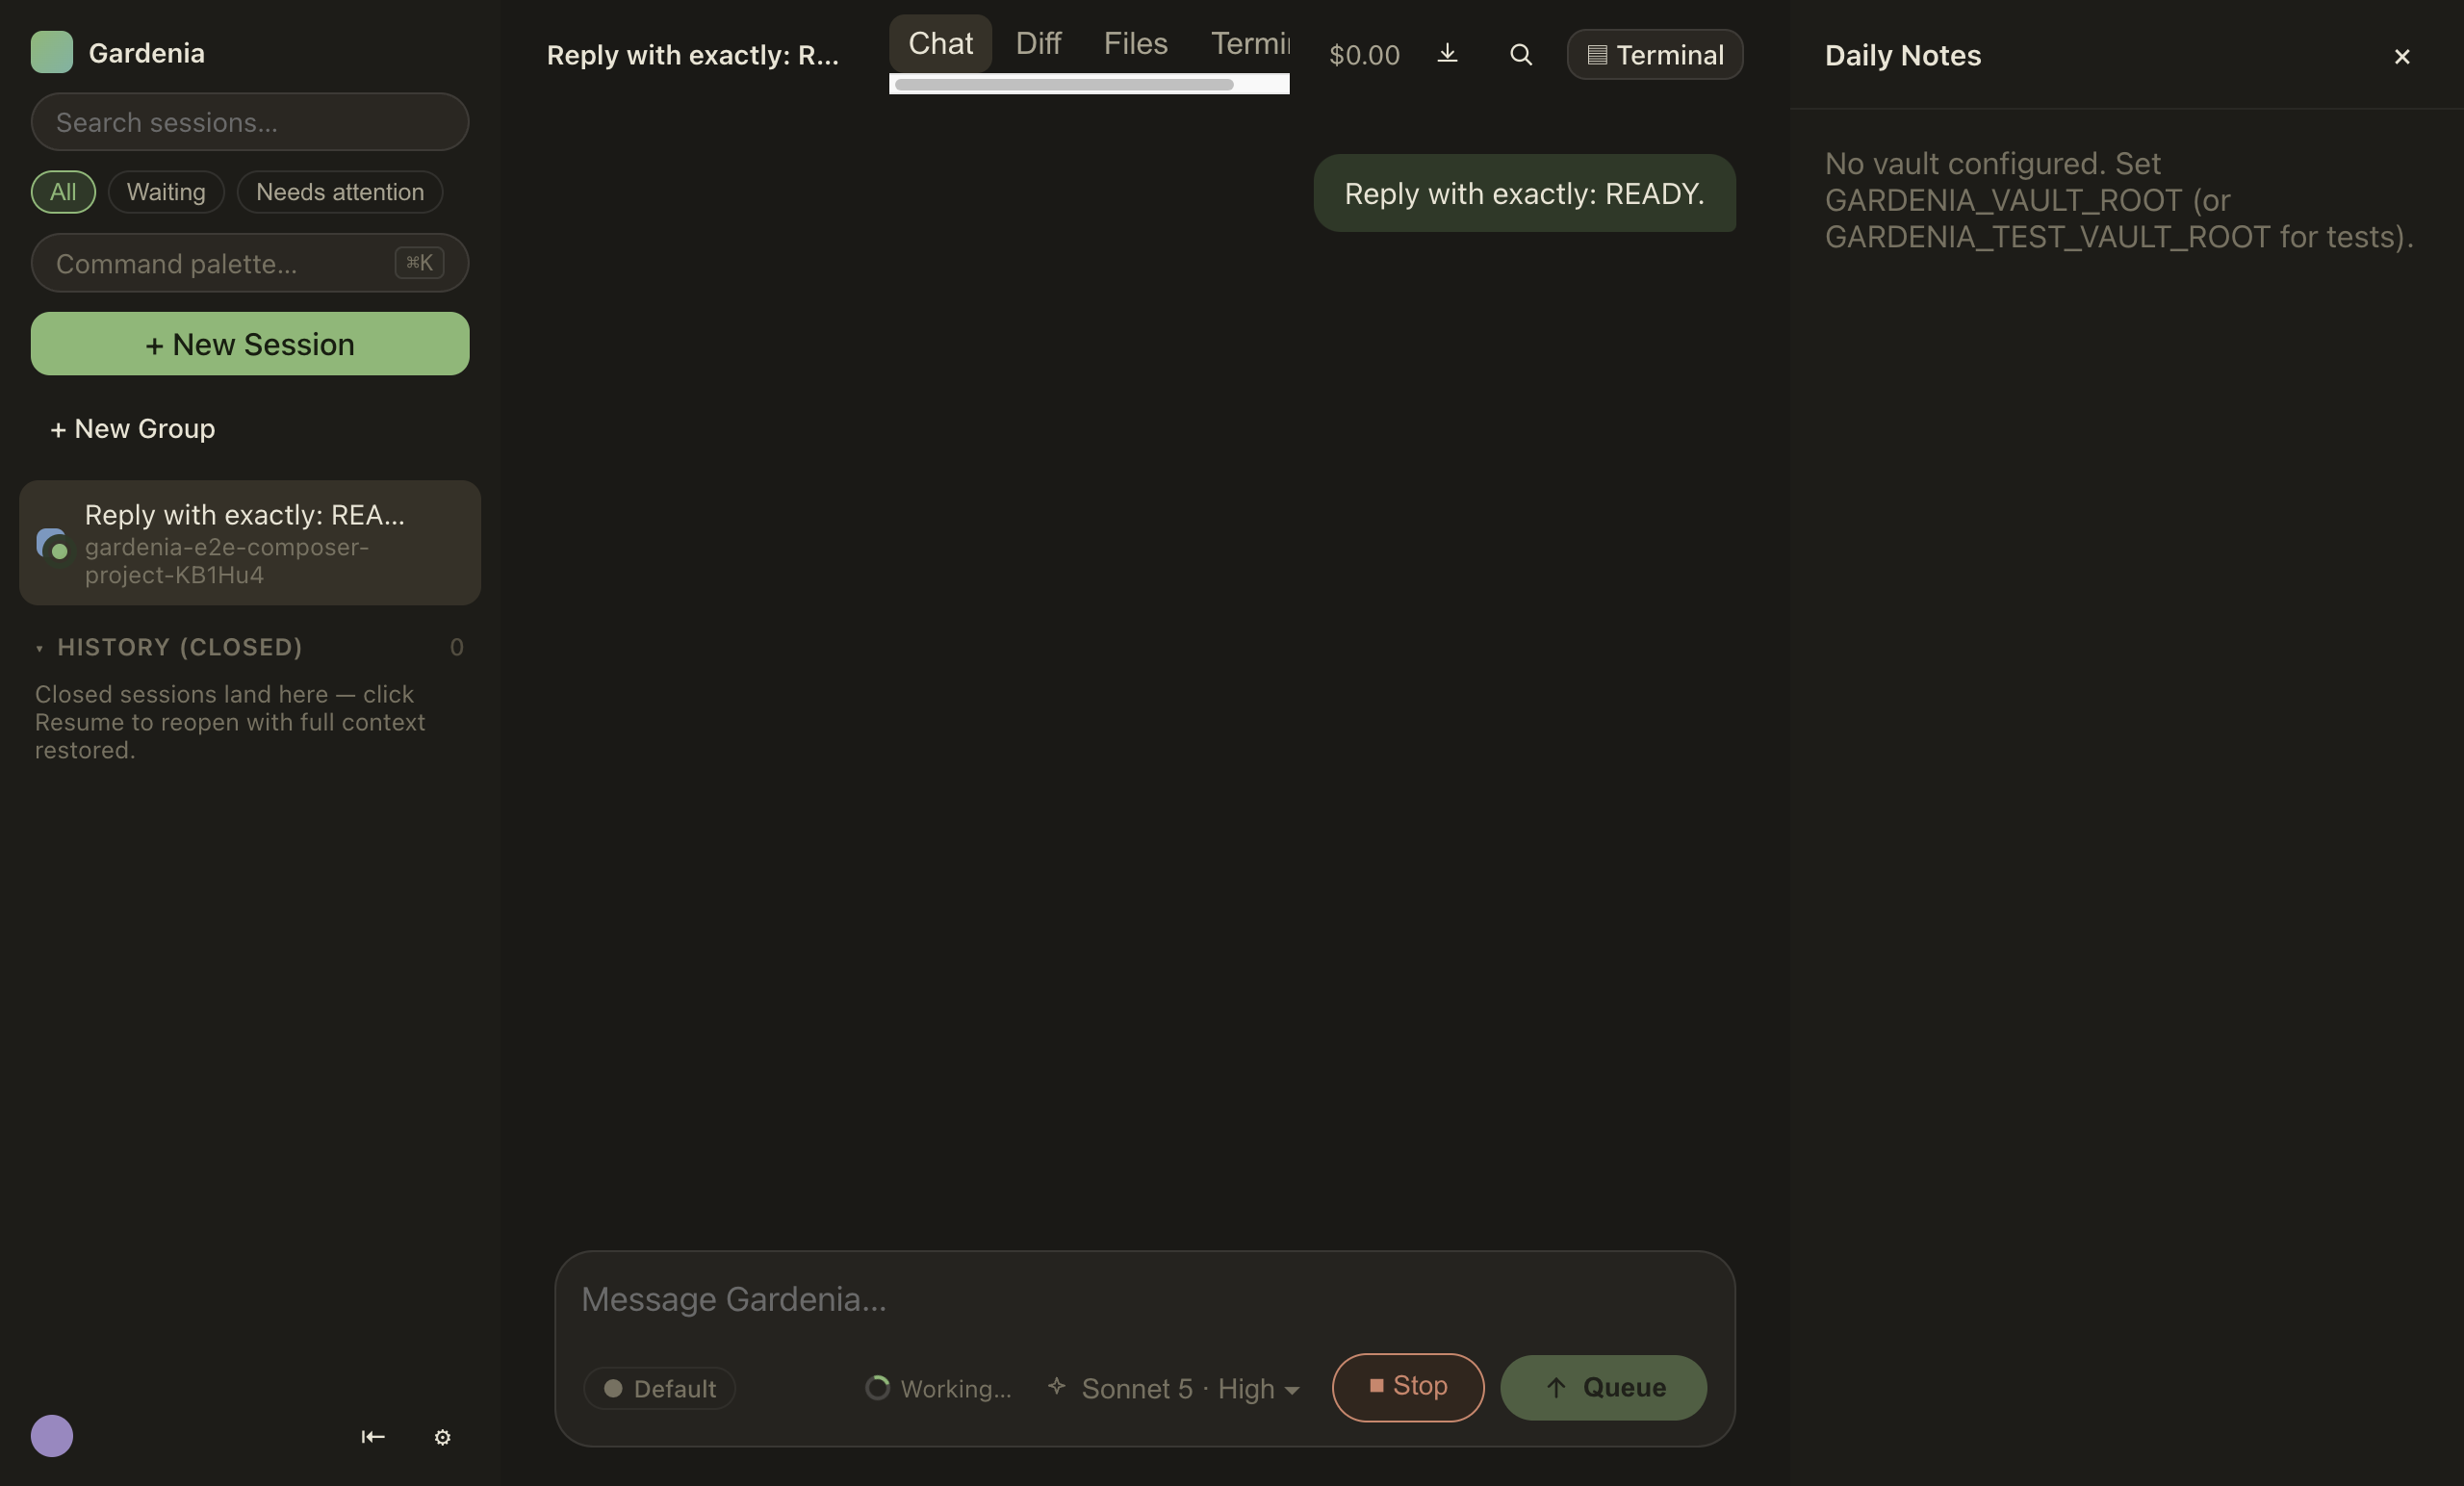 Gardenia
Search sessions...
All
Waiting
Needs attention
Command palette...
⌘K
+ New Session
+ New Group
Reply with exactly: REA...
gardenia-e2e-composer-
project-KB1Hu4
HISTORY (CLOSED)
0
Closed sessions land here — click
Resume to reopen with full context
restored.
Reply with exactly: R...
Chat
Diff
Files
Termi
$0.00
Terminal
Reply with exactly: READY.
Message Gardenia...
Default
Working...
Sonnet 5 · High
Stop
Queue
Daily Notes
No vault configured. Set
GARDENIA_VAULT_ROOT (or
GARDENIA_TEST_VAULT_ROOT for tests).